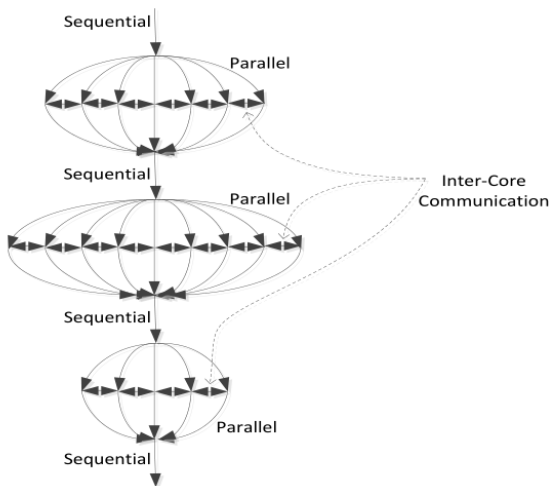 Sequential
Parallel
Sequential
Inter-Core
Communication
Parallel
Sequential
Parallel
Sequential